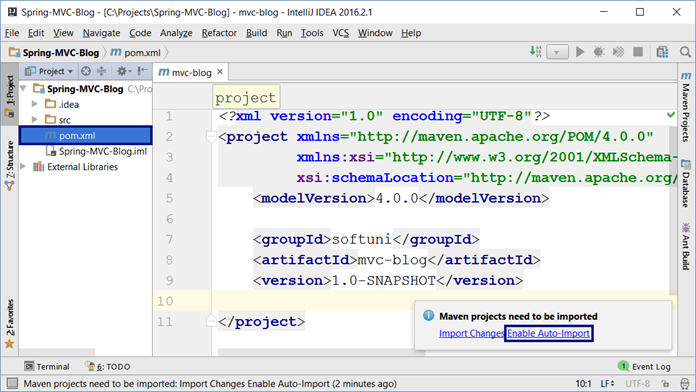 Spring-MVC-Blog - [C:\Projects\Spring-MVC-Blog] - mvc-blog - IntelliJ IDEA 2016.2.1
File Edit View Navigate Code Analyze Refactor Build Run Tools VCS Window Help
Spring-MVC-Blog pom.xml
Project mvc-blog
1: Project
Z: Structure
2: Favorites
Spring-MVC-Blog C:\Pro
.idea
src
pom.xml
Spring-MVC-Blog.iml
External Libraries
project
1 <?xml version="1.0" encoding="UTF-8"?>
2 <project xmlns="http://maven.apache.org/POM/4.0.0"
3 xmlns:xsi="http://www.w3.org/2001/XMLSchema-
4 xsi:schemaLocation="http://maven.apache.org/
5 <modelVersion>4.0.0</modelVersion>
6
7 <groupId>softuni</groupId>
8 <artifactId>mvc-blog</artifactId>
9 <version>1.0-SNAPSHOT</version>
10
11 </project>
Maven Projects
Database
Ant Build
Maven projects need to be imported
Import Changes Enable Auto-Import
Terminal 6: TODO 1 Event Log
Maven projects need to be imported: Import Changes Enable Auto-Import (2 minutes ago) 10:1 LF UTF-8